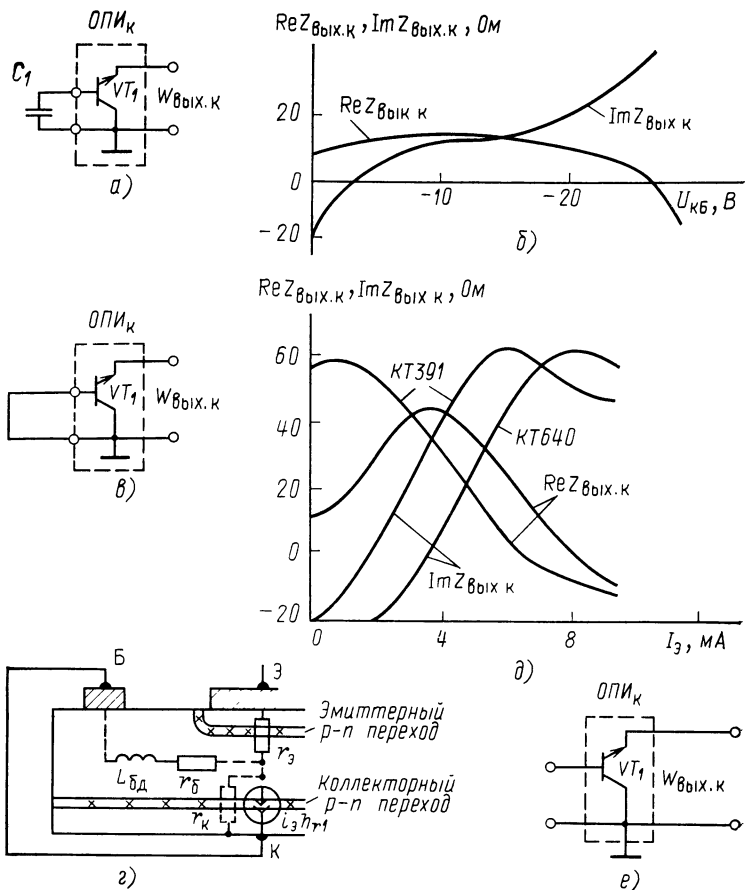 ОПИк
C1
VT1
Wвых.к
а)
ReZвых.к, ImZвых.к, Ом
20
0
-20
ReZвык к
ImZвых к
-10
-20
UКБ, В
б)
ОПИк
VT1
Wвых.к
в)
ReZвых.к, ImZвых к, Ом
60
40
20
0
-20
КТ391
КТ640
ReZвых.к
ImZвых к
0
4
8
Iэ, мА
д)
Б
Э
Эмиттерный
р-п переход
rэ
Lбд
rб
Коллекторный
р-п переход
rк
iэhг1
К
г)
ОПИк
VT1
Wвых.к
е)